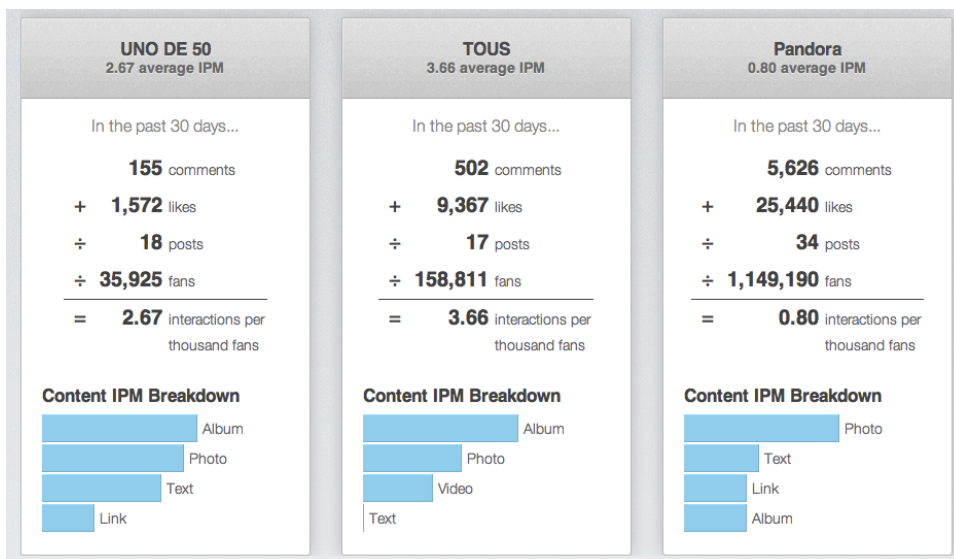 UNO DE 50
2.67 average IPM
In the past 30 days...
155 comments
+ 1,572 likes
÷ 18 posts
÷ 35,925 fans
= 2.67 interactions per
thousand fans
Content IPM Breakdown
Album
Photo
Text
Link
TOUS
3.66 average IPM
In the past 30 days...
502 comments
+ 9,367 likes
÷ 17 posts
÷ 158,811 fans
= 3.66 interactions per
thousand fans
Content IPM Breakdown
Album
Photo
Video
Text
Pandora
0.80 average IPM
In the past 30 days...
5,626 comments
+ 25,440 likes
÷ 34 posts
÷ 1,149,190 fans
= 0.80 interactions per
thousand fans
Content IPM Breakdown
Photo
Text
Link
Album